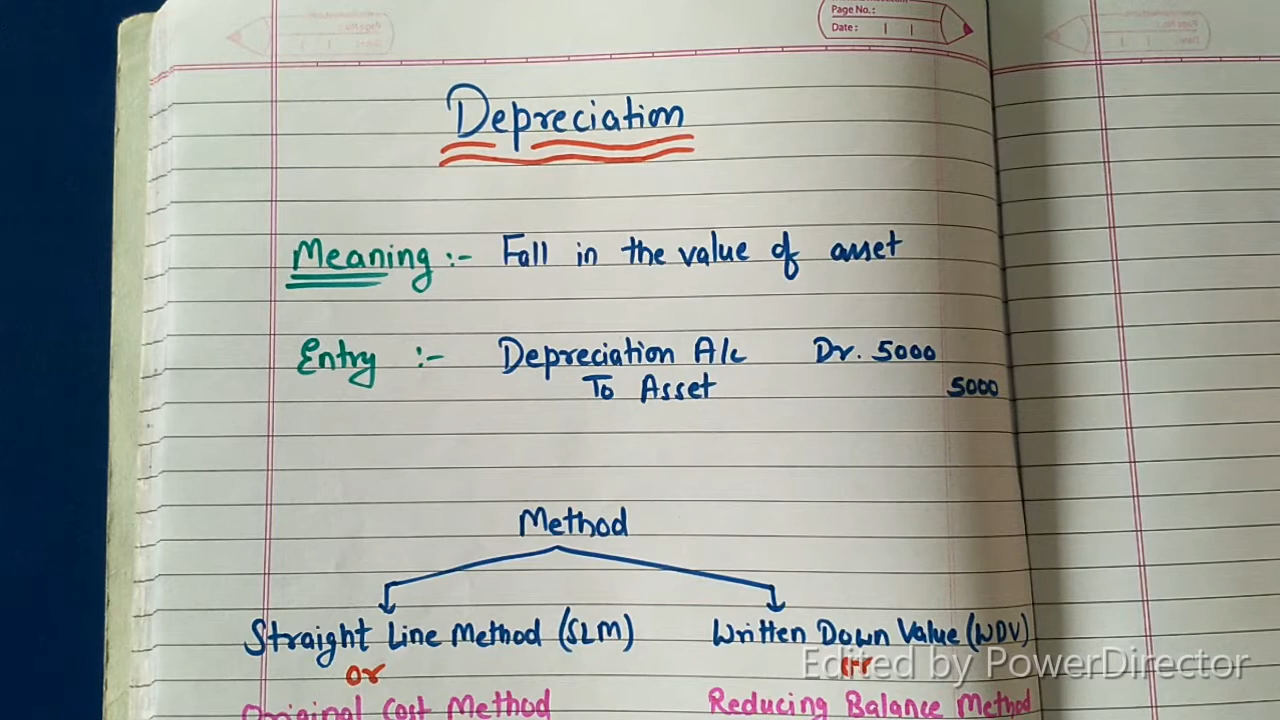 Page No.:
Date:
Depreciation
Meaning :- Fall in the value of asset
Entry :- Depreciation A/c Dr. 5000
To Asset 5000
Method
Straight Line Method (SLM) Written Down Value (WDV)
or or
Original Cost Method Reducing Balance Method
Edited by PowerDirector